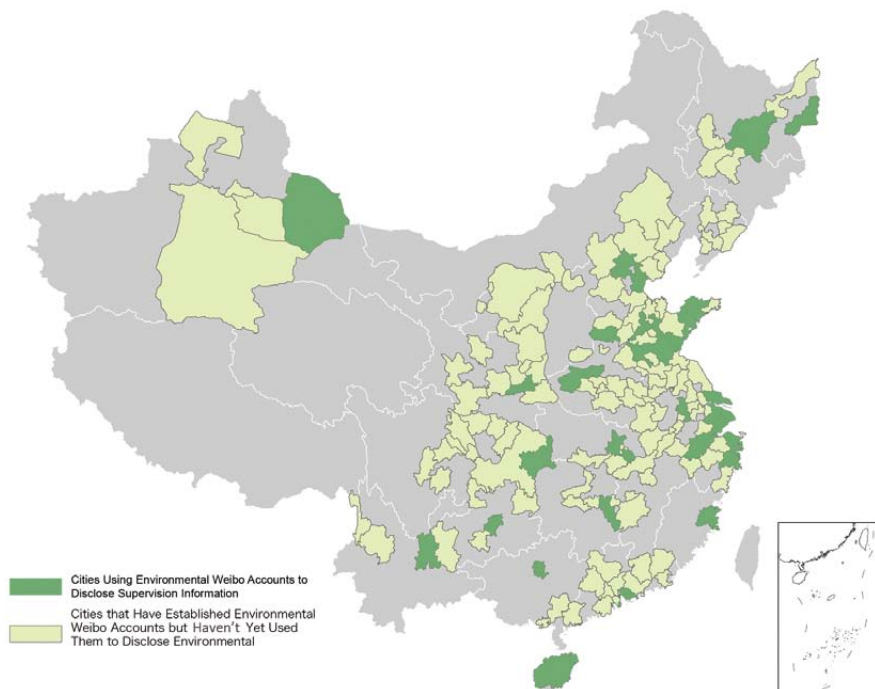 Cities Using Environmental Weibo Accounts to
Disclose Supervision Information
Cities that Have Established Environmental
Weibo Accounts but Haven't Yet Used
Them to Disclose Environmental